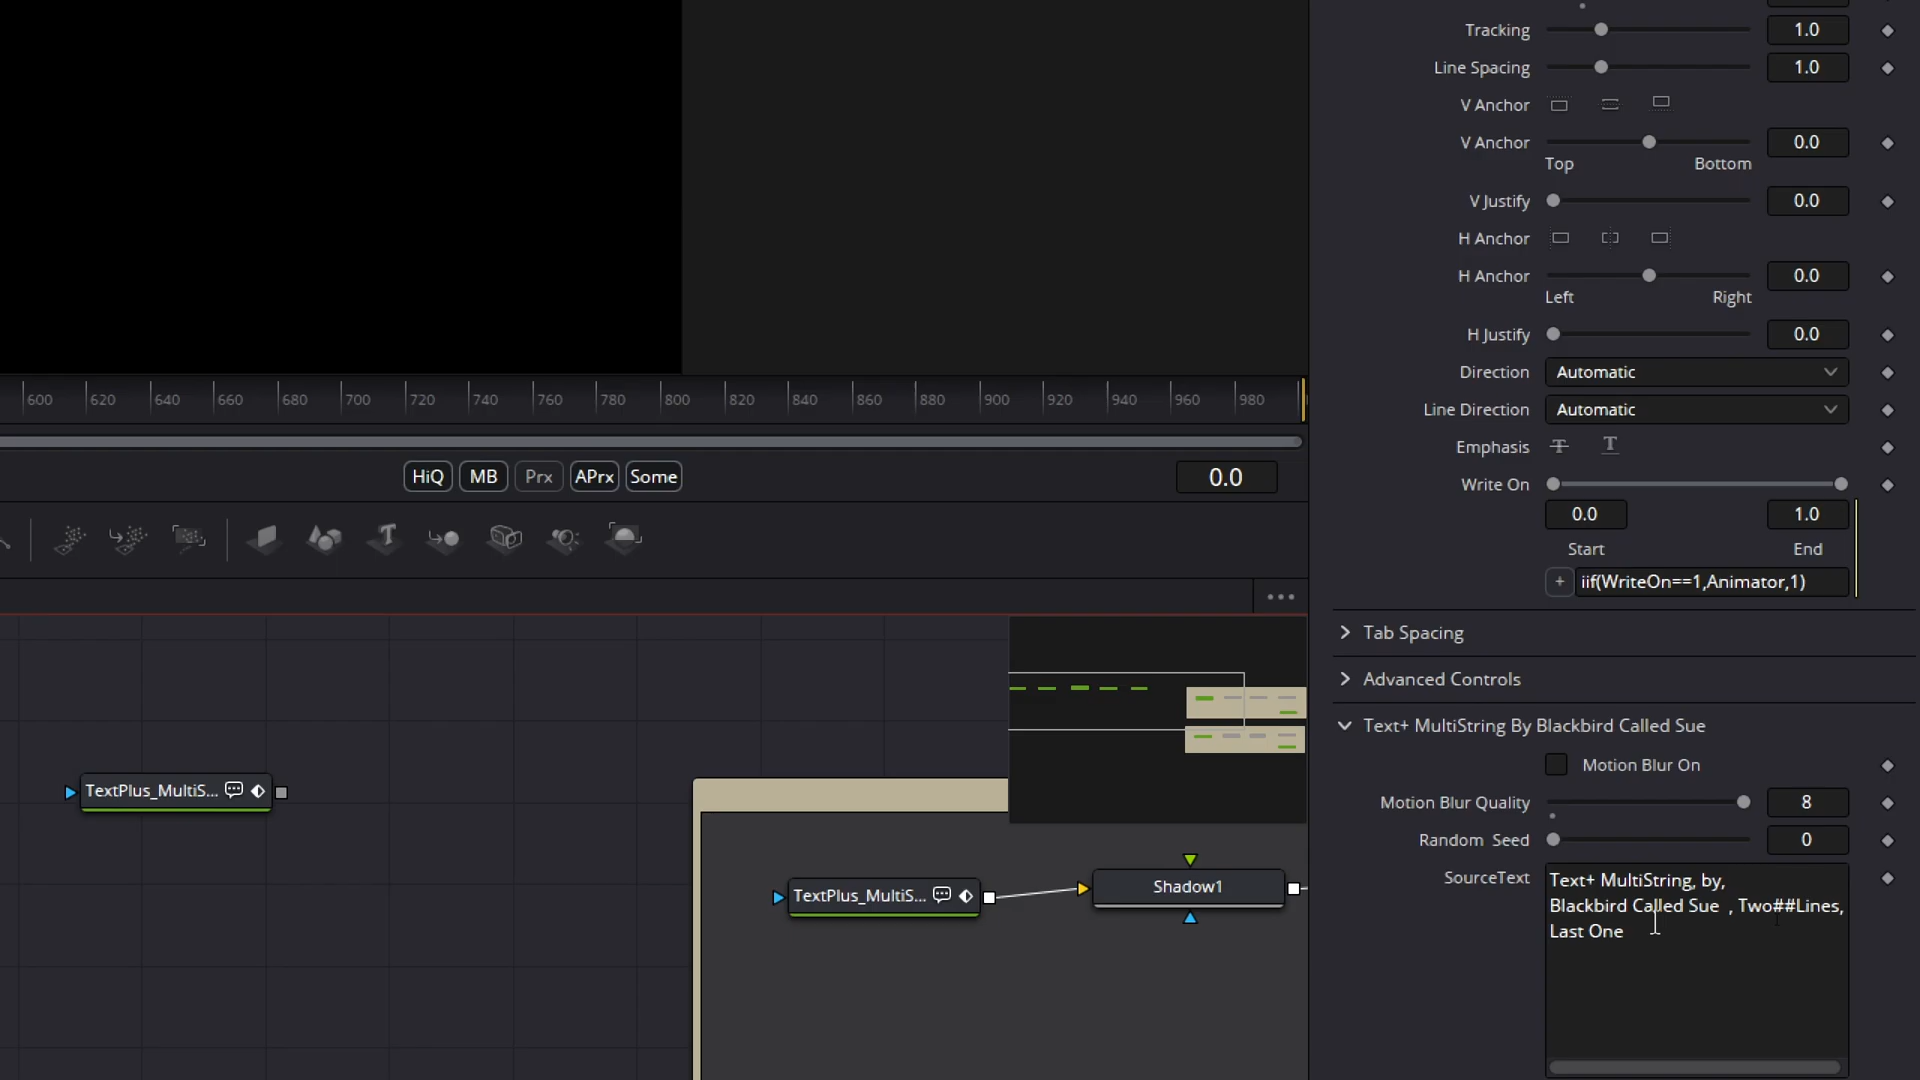 Tracking 1.0
Line Spacing 1.0
V Anchor
V Anchor 0.0
Top Bottom
V Justify 0.0
H Anchor
H Anchor 0.0
Left Right
H Justify 0.0
Direction Automatic
Line Direction Automatic
Emphasis T T
Write On
0.0 1.0
Start End
+ iif(WriteOn==1,Animator,1)
Tab Spacing
Advanced Controls
Text+ MultiString By Blackbird Called Sue
Motion Blur On
Motion Blur Quality 8
Random Seed 0
SourceText
Text+ MultiString, by,
Blackbird Called Sue , Two##Lines,
Last One
600 620 640 660 680 700 720 740 760 780 800 820 840 860 880 900 920 940 960 980
HiQ MB Prx APrx Some 0.0
TextPlus_MultiS...
TextPlus_MultiS... Shadow1